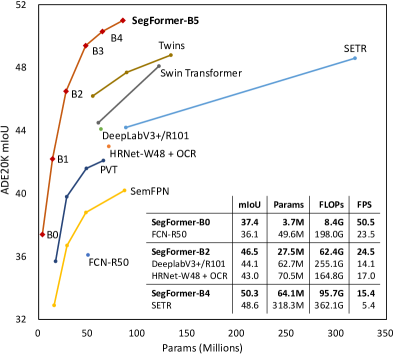 52
48
44
40
36
32
ADE20K mIoU
SegFormer-B5
B4
B3
Twins
SETR
Swin Transformer
B2
DeepLabV3+/R101
HRNet-W48 + OCR
B1
PVT
SemFPN
B0
FCN-R50
mIoU Params FLOPs FPS
SegFormer-B0 37.4 3.7M 8.4G 50.5
FCN-R50 36.1 49.6M 198.0G 23.5
SegFormer-B2 46.5 27.5M 62.4G 24.5
DeeplabV3+/R101 44.1 62.7M 255.1G 14.1
HRNet-W48 + OCR 43.0 70.5M 164.8G 17.0
SegFormer-B4 50.3 64.1M 95.7G 15.4
SETR 48.6 318.3M 362.1G 5.4
0 50 100 150 200 250 300 350
Params (Millions)